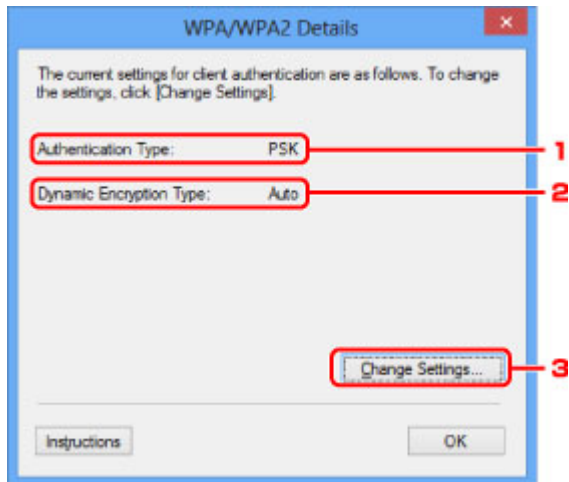 WPA/WPA2 Details
The current settings for client authentication are as follows. To change
the settings, click [Change Settings].
Authentication Type: PSK 1
Dynamic Encryption Type: Auto 2
Change Settings... 3
Instructions OK